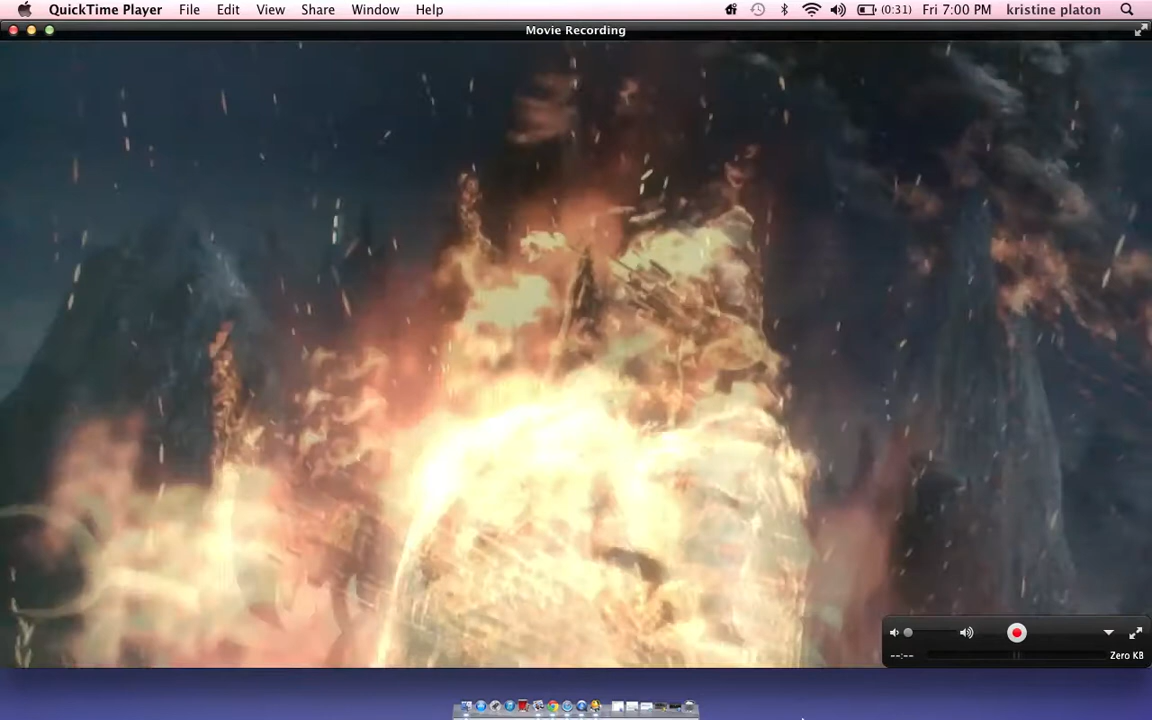 QuickTime Player File Edit View Share Window Help (0:31) Fri 7:00 PM kristine platon
Movie Recording
--:-- Zero KB